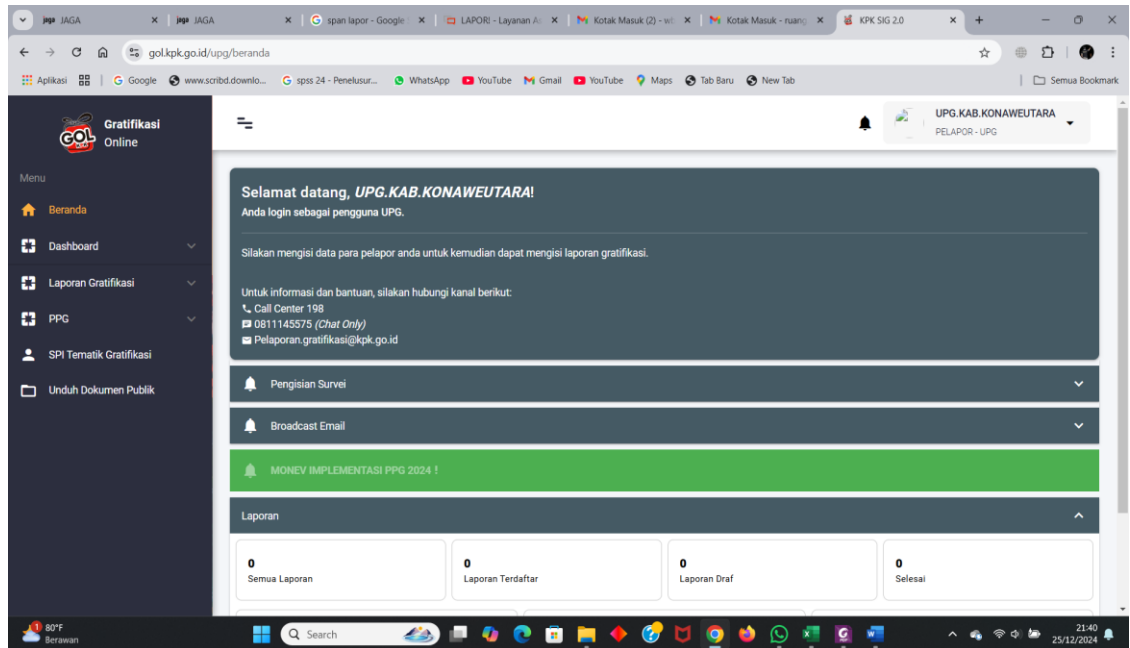 jaga JAGA
jaga JAGA
span lapor - Google
LAPOR! - Layanan
Kotak Masuk (2) -
Kotak Masuk - ruang
KPK SIG 2.0
gol.kpk.go.id/upg/beranda
Aplikasi
Google
www.scribd.downlo...
spss 24 - Penelusur...
WhatsApp
YouTube
Gmail
YouTube
Maps
Tab Baru
New Tab
Semua Bookmark
GOL
Gratifikasi
Online
UPG.KAB.KONAWEUTARA
PELAPOR - UPG
Menu
Beranda
Dashboard
Laporan Gratifikasi
PPG
SPI Tematik Gratifikasi
Unduh Dokumen Publik
Selamat datang, UPG.KAB.KONAWEUTARA!
Anda login sebagai pengguna UPG.
Silakan mengisi data para pelapor anda untuk kemudian dapat mengisi laporan gratifikasi.
Untuk informasi dan bantuan, silakan hubungi kanal berikut:
Call Center 198
0811145575 (Chat Only)
Pelaporan.gratifikasi@kpk.go.id
Pengisian Survei
Broadcast Email
MONEV IMPLEMENTASI PPG 2024 !
Laporan
0
Semua Laporan
0
Laporan Terdaftar
0
Laporan Draf
0
Selesai
1
80°F
Berawan
Search
21:40
25/12/2024